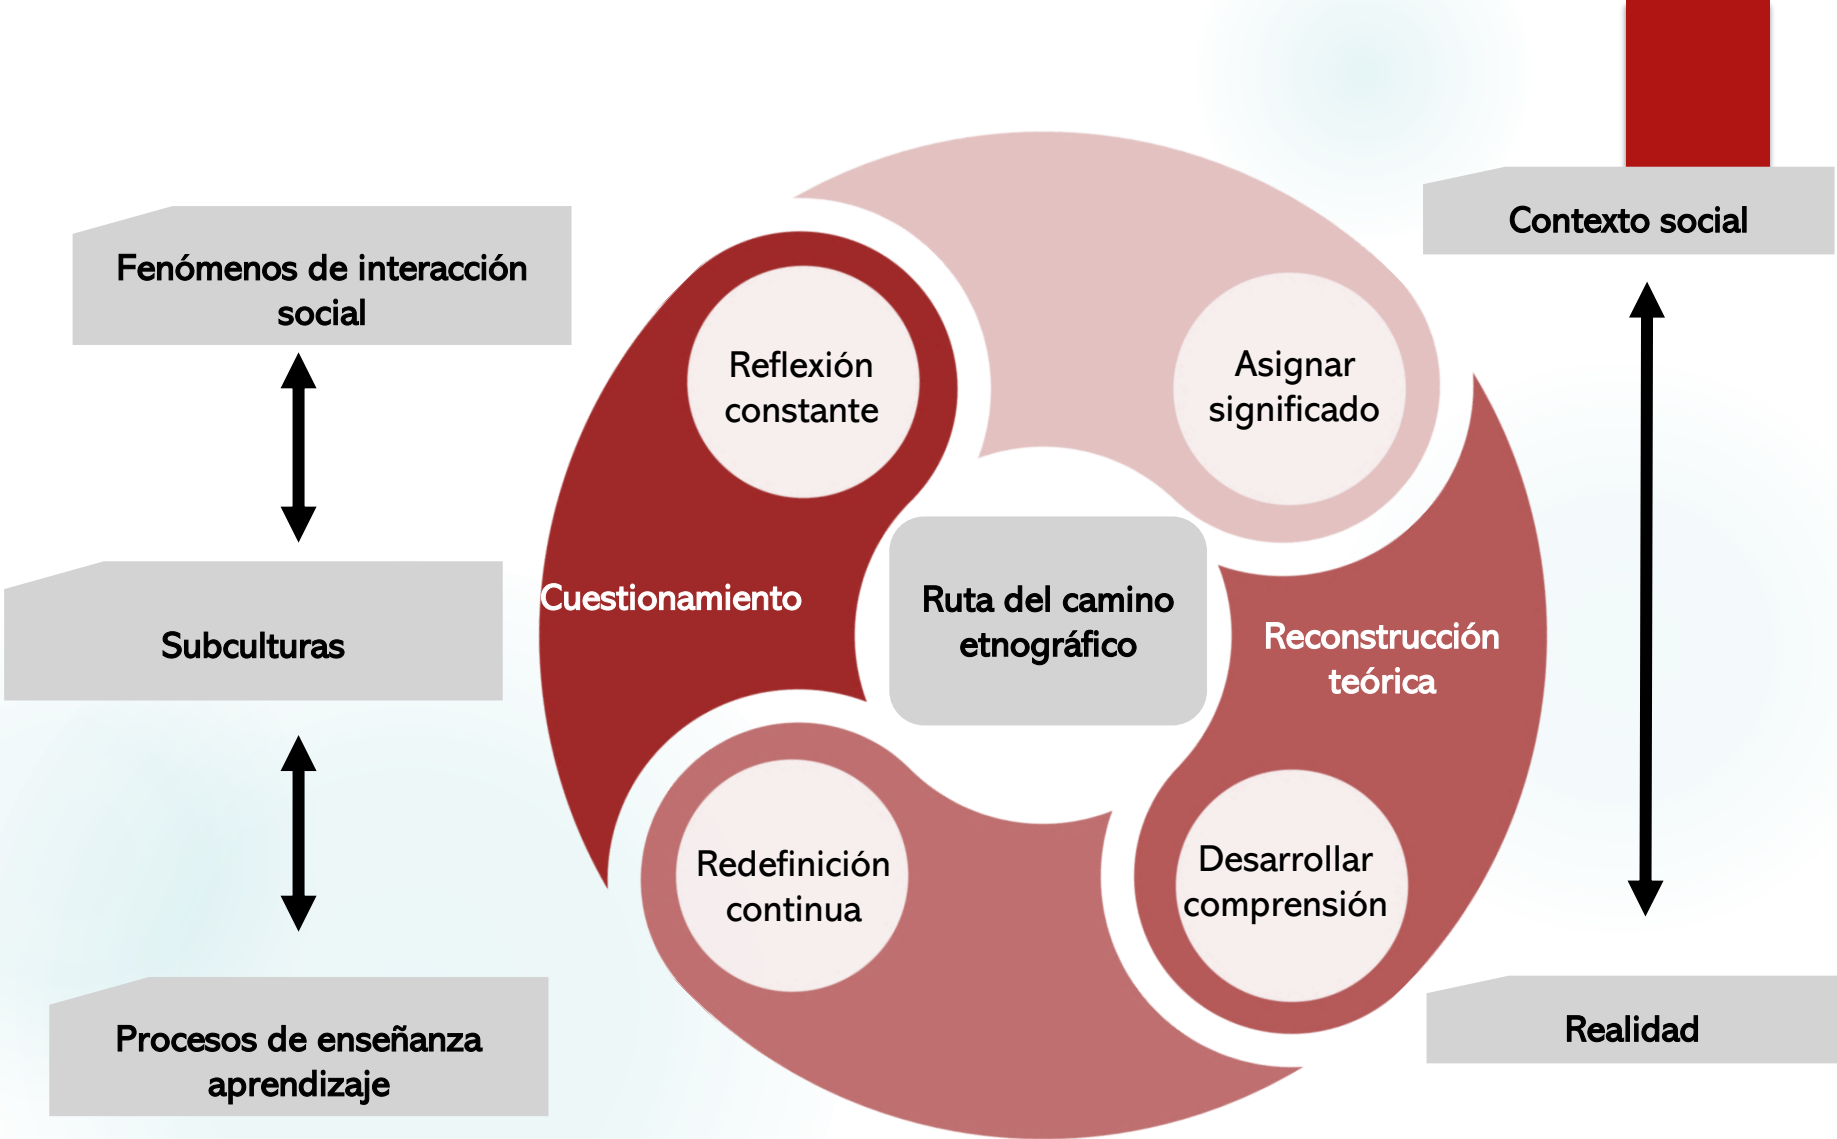 Contexto social
Fenómenos de interacción
social
Reflexión
constante
Asignar
significado
Cuestionamiento
Ruta del camino
etnográfico
Reconstrucción
teórica
Subculturas
Redefinición
continua
Desarrollar
comprensión
Procesos de enseñanza
aprendizaje
Realidad